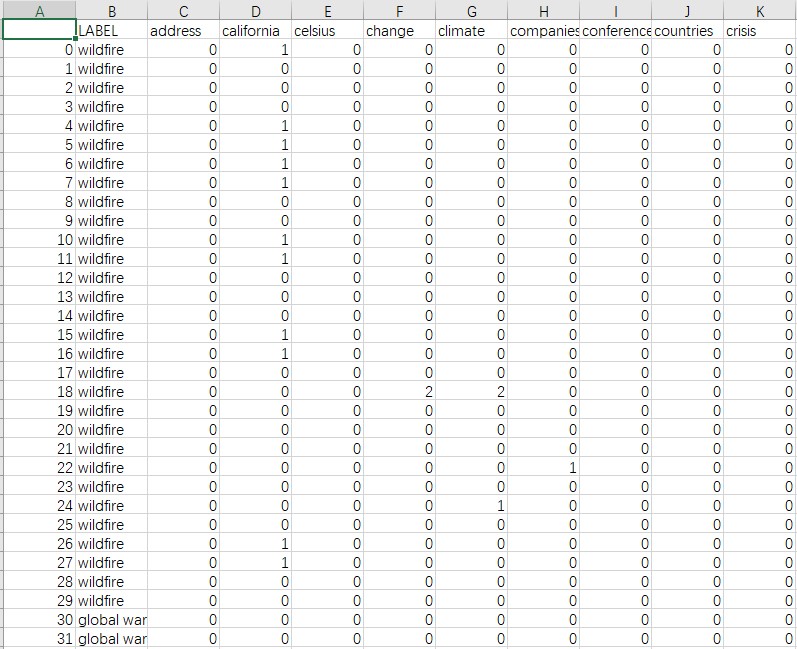 A B C D E F G H I J K
LABEL address california celsius change climate companies conference countries crisis
0 wildfire 0 1 0 0 0 0 0 0 0
1 wildfire 0 0 0 0 0 0 0 0 0
2 wildfire 0 0 0 0 0 0 0 0 0
3 wildfire 0 0 0 0 0 0 0 0 0
4 wildfire 0 1 0 0 0 0 0 0 0
5 wildfire 0 1 0 0 0 0 0 0 0
6 wildfire 0 1 0 0 0 0 0 0 0
7 wildfire 0 1 0 0 0 0 0 0 0
8 wildfire 0 0 0 0 0 0 0 0 0
9 wildfire 0 0 0 0 0 0 0 0 0
10 wildfire 0 1 0 0 0 0 0 0 0
11 wildfire 0 1 0 0 0 0 0 0 0
12 wildfire 0 0 0 0 0 0 0 0 0
13 wildfire 0 0 0 0 0 0 0 0 0
14 wildfire 0 0 0 0 0 0 0 0 0
15 wildfire 0 1 0 0 0 0 0 0 0
16 wildfire 0 1 0 0 0 0 0 0 0
17 wildfire 0 0 0 0 0 0 0 0 0
18 wildfire 0 0 0 2 2 0 0 0 0
19 wildfire 0 0 0 0 0 0 0 0 0
20 wildfire 0 0 0 0 0 0 0 0 0
21 wildfire 0 0 0 0 0 0 0 0 0
22 wildfire 0 0 0 0 0 1 0 0 0
23 wildfire 0 0 0 0 0 0 0 0 0
24 wildfire 0 0 0 0 1 0 0 0 0
25 wildfire 0 0 0 0 0 0 0 0 0
26 wildfire 0 1 0 0 0 0 0 0 0
27 wildfire 0 1 0 0 0 0 0 0 0
28 wildfire 0 0 0 0 0 0 0 0 0
29 wildfire 0 0 0 0 0 0 0 0 0
30 global war 0 0 0 0 0 0 0 0 0
31 global war 0 0 0 0 0 0 0 0 0